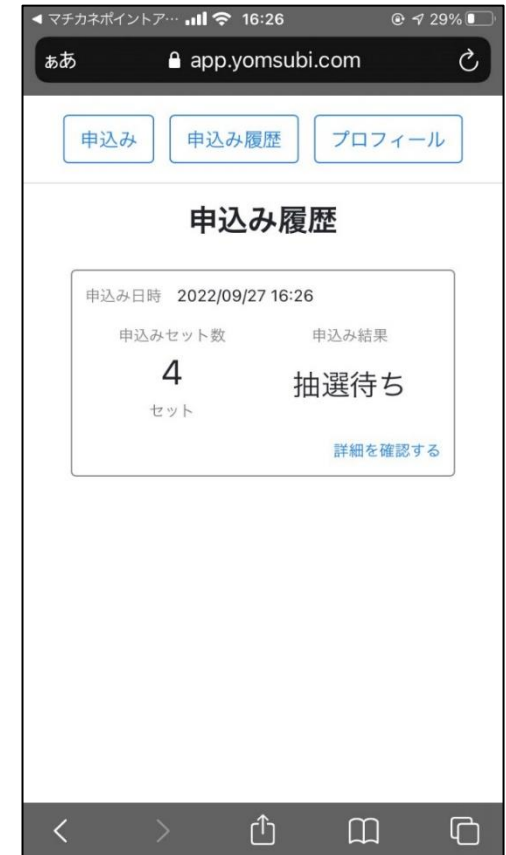 ◀ マチカネポイントア… 16:26 29%
ああ app.yomsubi.com
申込み 申込み履歴 プロフィール
申込み履歴
申込み日時 2022/09/27 16:26
申込みセット数 申込み結果
4 抽選待ち
セット
詳細を確認する